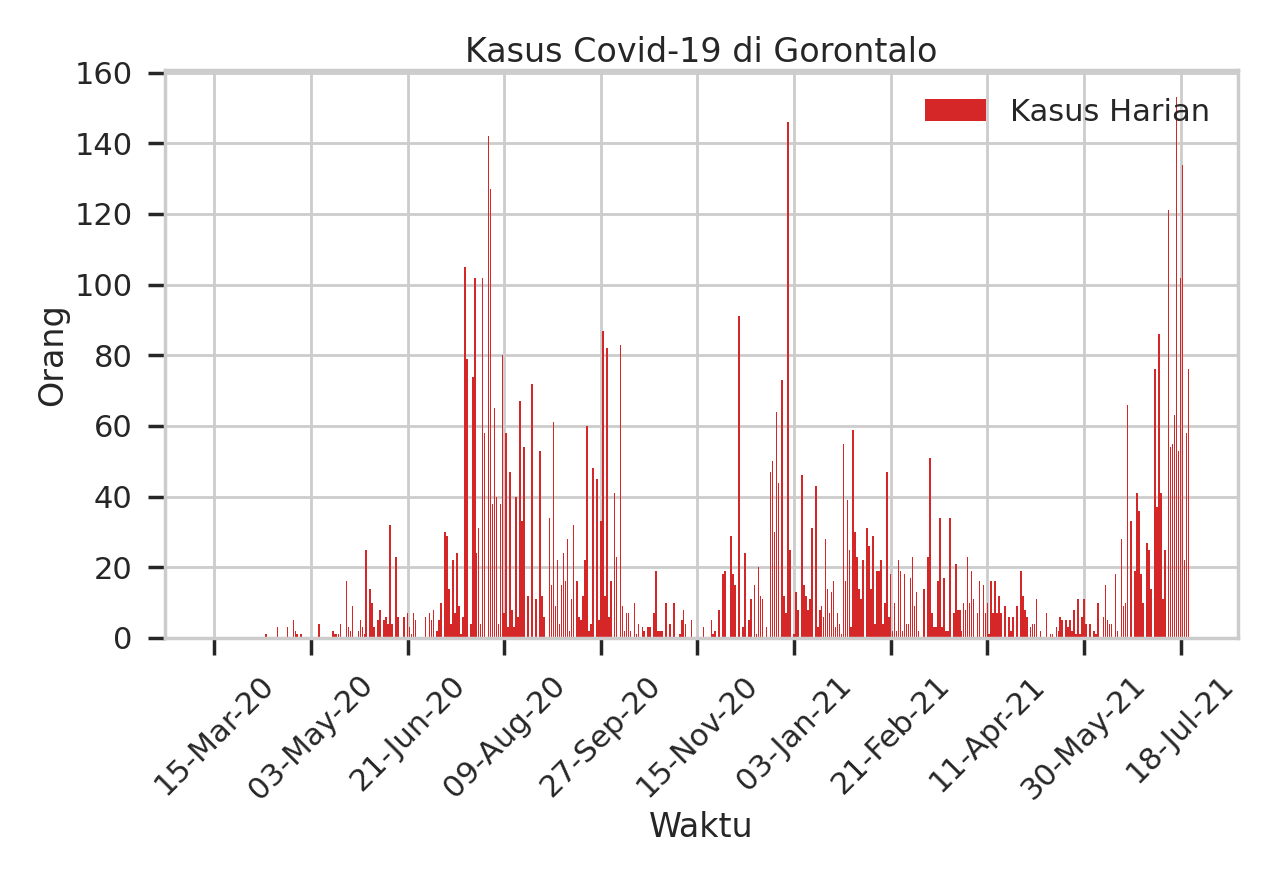 Kasus Covid-19 di Gorontalo
Kasus Harian
Orang
160
140
120
100
80
60
40
20
0
15-Mar-20
03-May-20
21-Jun-20
09-Aug-20
27-Sep-20
15-Nov-20
03-Jan-21
21-Feb-21
11-Apr-21
30-May-21
18-Jul-21
Waktu